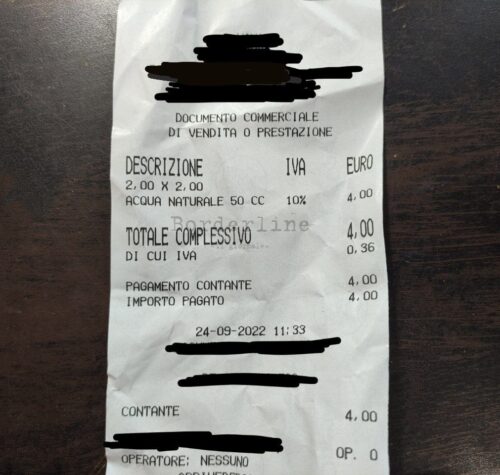 DOCUMENTO COMMERCIALE
DI VENDITA O PRESTAZIONE
DESCRIZIONE IVA EURO
2,00 X 2,00
ACQUA NATURALE 50 CC 10% 4,00
Borderline
TOTALE COMPLESSIVO 4,00
DI CUI IVA 0,36
PAGAMENTO CONTANTE 4,00
IMPORTO PAGATO 4,00
24-09-2022 11:33
CONTANTE 4,00
OPERATORE: NESSUNO OP. 0